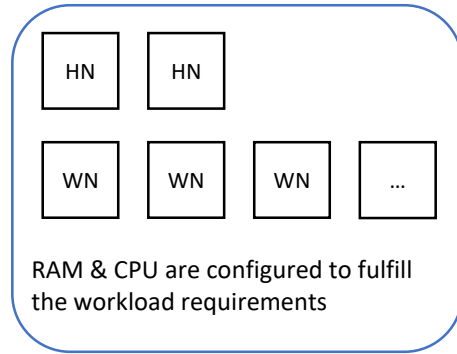 HN HN
WN WN WN ...
RAM & CPU are configured to fulfill
the workload requirements